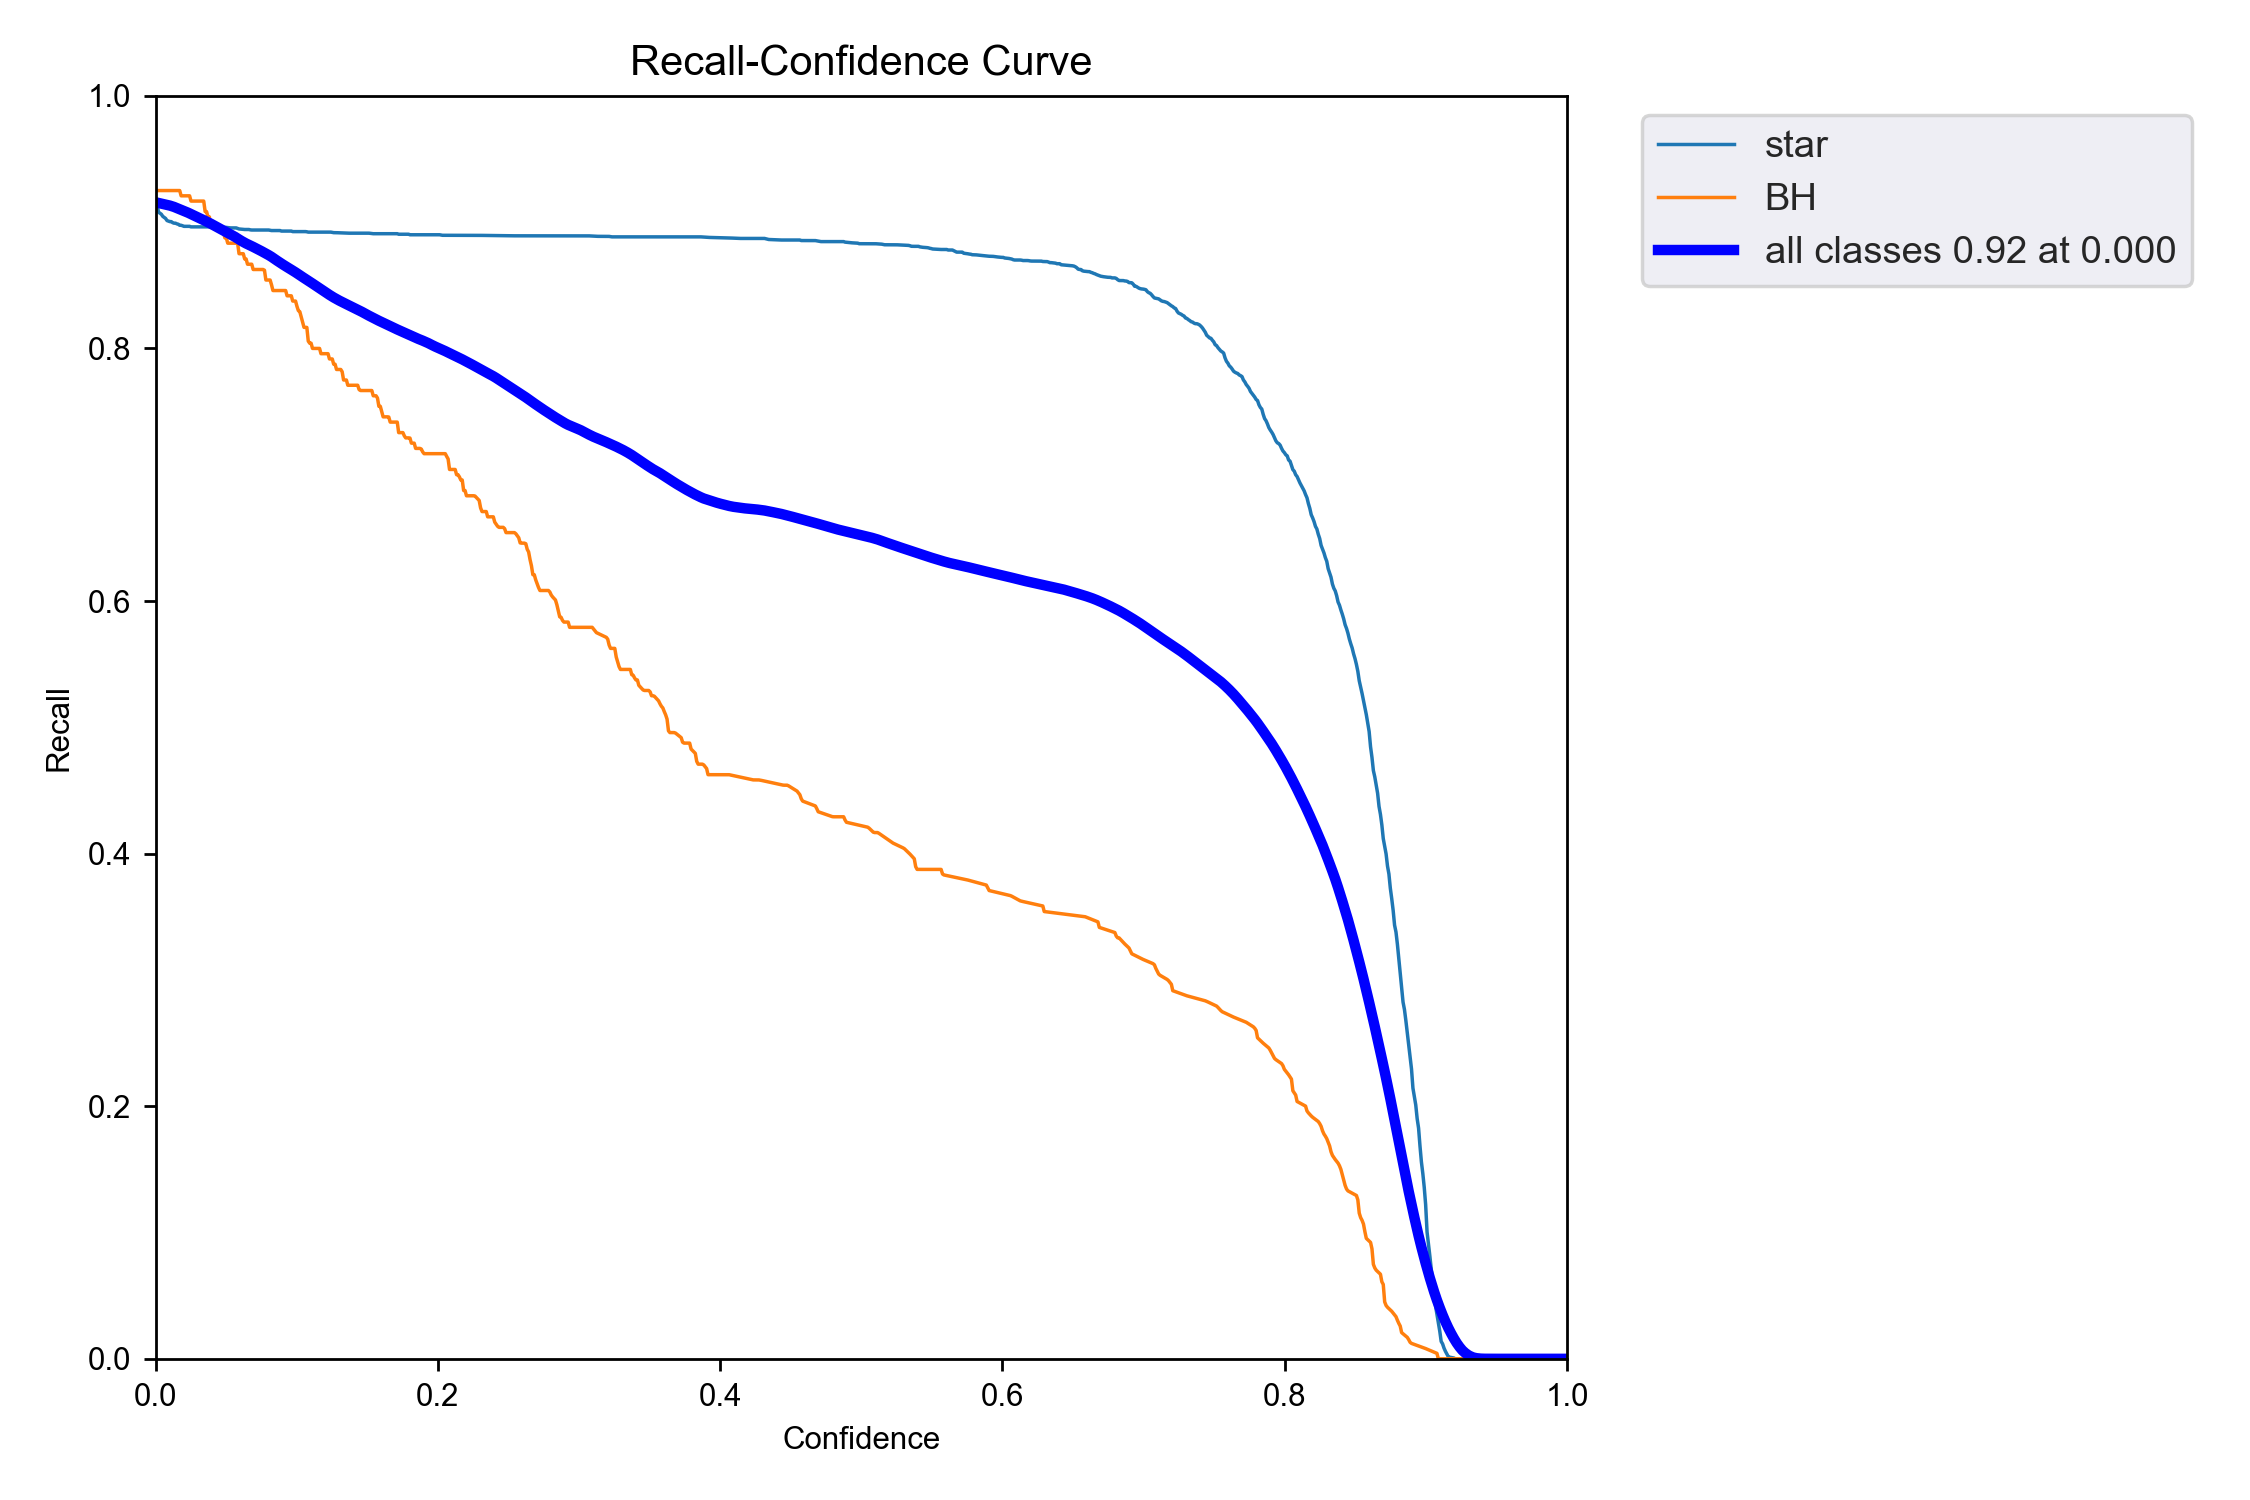 Recall-Confidence Curve
star
BH
all classes 0.92 at 0.000
Recall
1.0
0.8
0.6
0.4
0.2
0.0
0.0 0.2 0.4 0.6 0.8 1.0
Confidence